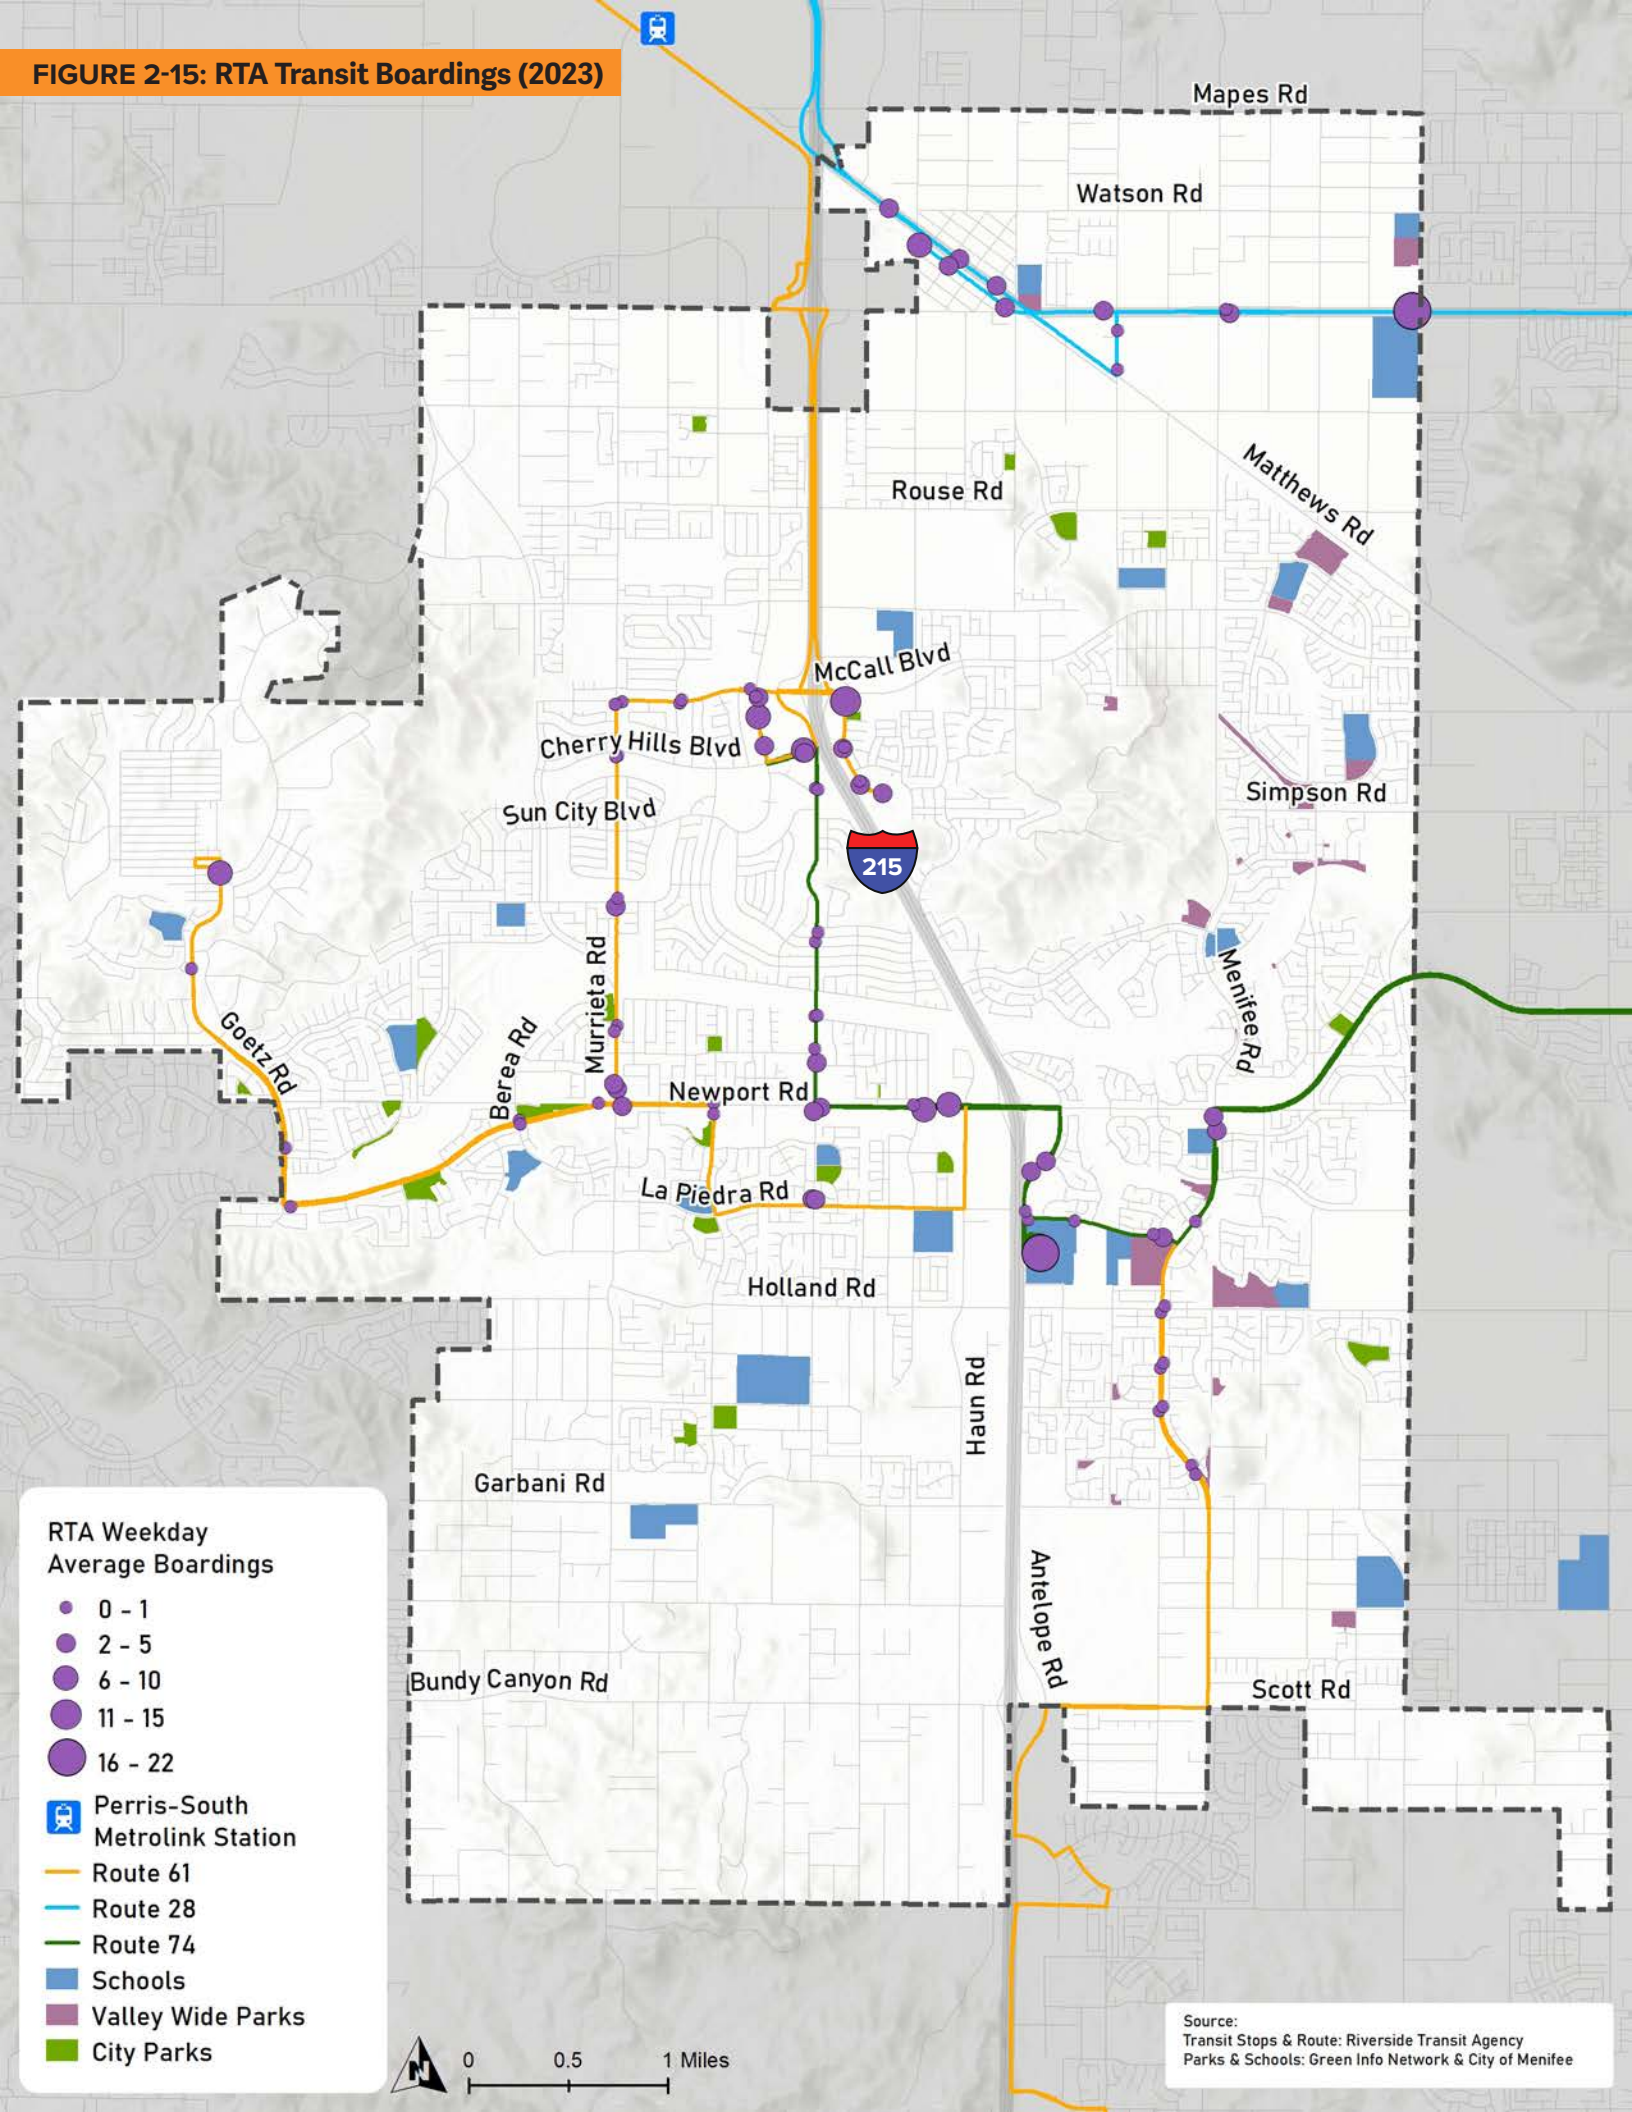 FIGURE 2-15: RTA Transit Boardings (2023)
Mapes Rd
Watson Rd
Matthews Rd
Rouse Rd
McCall Blvd
Cherry Hills Blvd
Simpson Rd
Sun City Blvd
215
Murrieta Rd
Menifee Rd
Goetz Rd
Berea Rd
Newport Rd
La Piedra Rd
Holland Rd
Haun Rd
Garbani Rd
Antelope Rd
Bundy Canyon Rd
Scott Rd
RTA Weekday
Average Boardings
0 - 1
2 - 5
6 - 10
11 - 15
16 - 22
Perris-South
Metrolink Station
Route 61
Route 28
Route 74
Schools
Valley Wide Parks
City Parks
N
0 0.5 1 Miles
Source:
Transit Stops & Route: Riverside Transit Agency
Parks & Schools: Green Info Network & City of Menifee